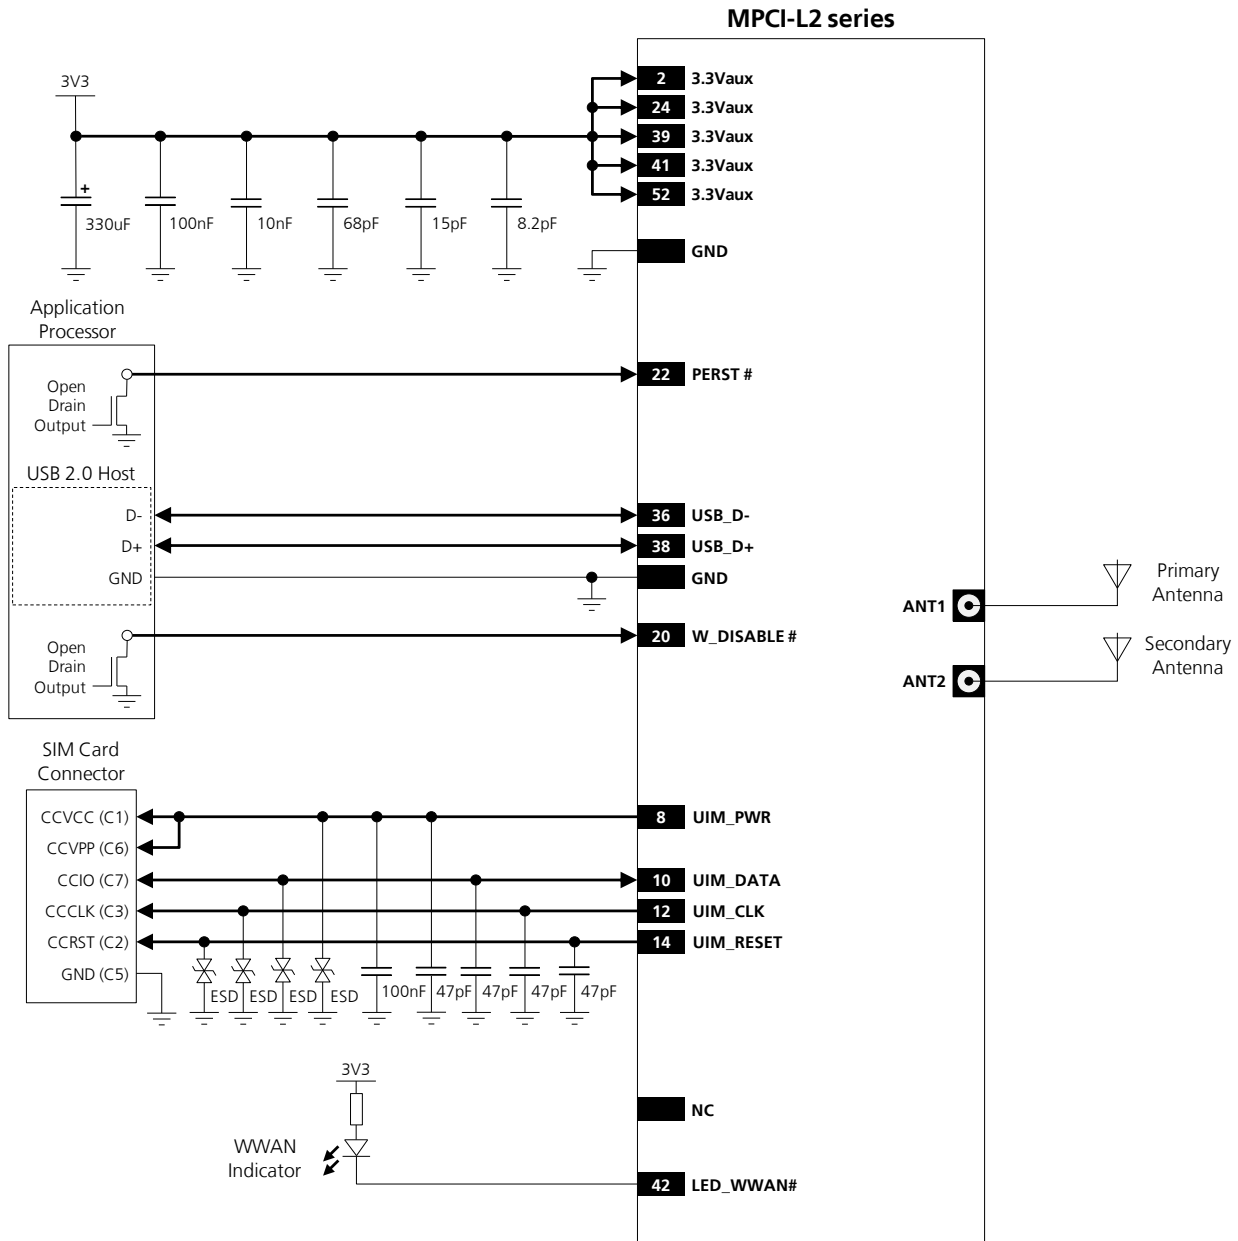 MPCI-L2 series
3V3
2 3.3Vaux
24 3.3Vaux
39 3.3Vaux
41 3.3Vaux
52 3.3Vaux
+
330uF 100nF 10nF 68pF 15pF 8.2pF
GND
Application
Processor
Open
Drain
Output
22 PERST #
USB 2.0 Host
D-
36 USB_D-
D+
38 USB_D+
GND
GND
Open
Drain
Output
20 W_DISABLE #
ANT1
Primary
Antenna
ANT2
Secondary
Antenna
SIM Card
Connector
CCVCC (C1)
8 UIM_PWR
CCVPP (C6)
CCIO (C7)
10 UIM_DATA
CCCLK (C3)
12 UIM_CLK
CCRST (C2)
14 UIM_RESET
GND (C5)
ESD ESD ESD ESD 100nF 47pF 47pF 47pF 47pF
3V3
NC
WWAN
Indicator
42 LED_WWAN#